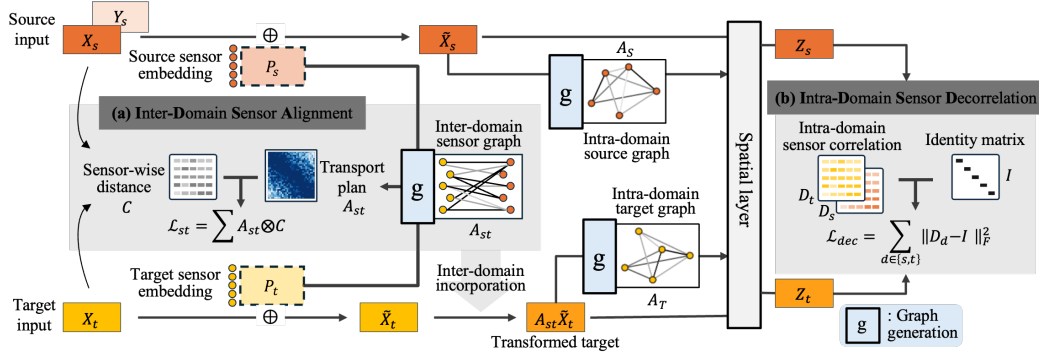 Source
input
Y_s
X_s
⊕
X̃_s
Source sensor
embedding
P_s
A_S
g
Intra-domain
source graph
Spatial layer
Z_s
(a) Inter-Domain Sensor Alignment
Sensor-wise
distance
C
Transport
plan
A_st
ℒ_st = ∑ A_st⊗C
g
Inter-domain
sensor graph
A_st
Intra-domain
target graph
g
A_T
(b) Intra-Domain Sensor Decorrelation
Intra-domain
sensor correlation
D_t
D_s
Identity matrix
I
ℒ_dec = ∑ ‖D_d−I ‖²_F
d∈{s,t}
Target sensor
embedding
P_t
Inter-domain
incorporation
Target
input
X_t
⊕
X̃_t
A_st X̃_t
Transformed target
Z_t
g
: Graph
generation